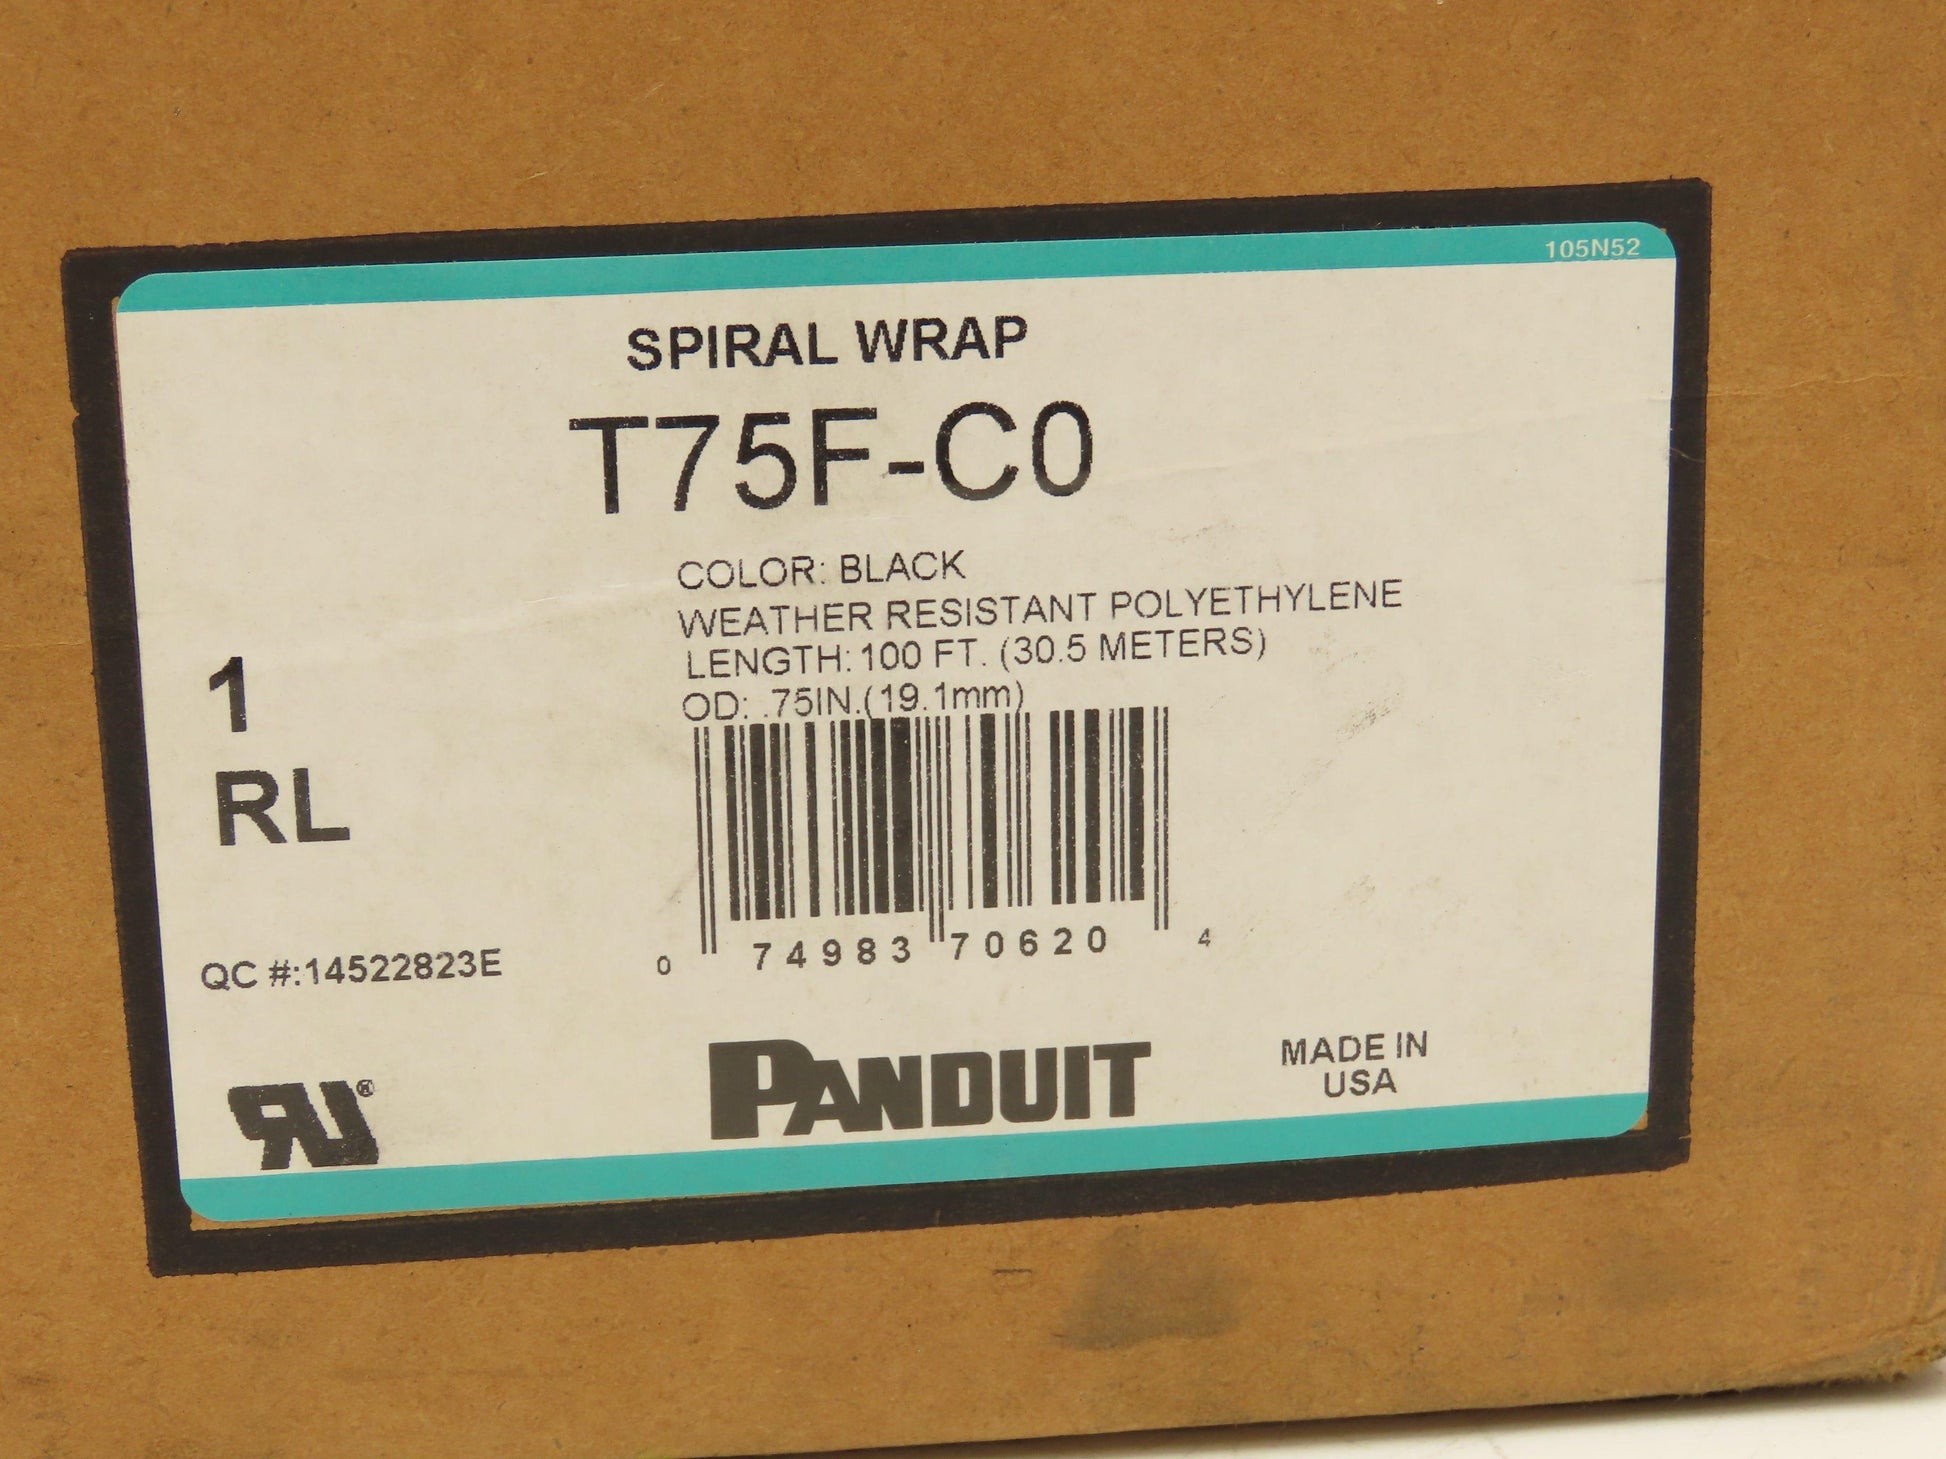 105N52
SPIRAL WRAP
T75F-C0
COLOR: BLACK
WEATHER RESISTANT POLYETHYLENE
LENGTH: 100 FT. (30.5 METERS)
OD: .75IN.(19.1mm)
1
RL
0 74983 70620 4
QC #:14522823E
RU®
PANDUIT
MADE IN
USA